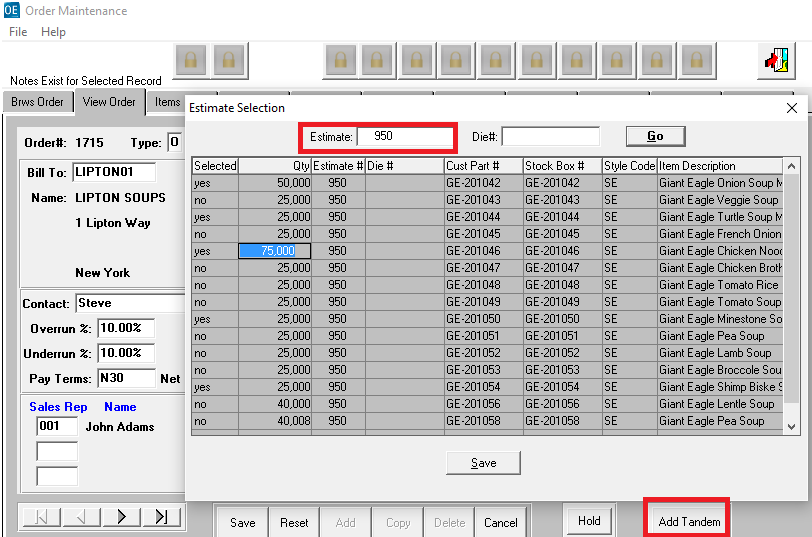 OE Order Maintenance
File Help
Notes Exist for Selected Record
Brws Order View Order Items
Order#: 1715 Type: O
Bill To: LIPTON01
Name: LIPTON SOUPS
1 Lipton Way
New York
Contact: Steve
Overrun %: 10.00%
Underrun %: 10.00%
Pay Terms: N30 Net
Sales Rep Name
001 John Adams
Estimate Selection
Estimate: 950 Die#: Go
Selected Qty Estimate # Die # Cust Part # Stock Box # Style Code Item Description
yes 50,000 950 GE-201042 GE-201042 SE Giant Eagle Onion Soup M
no 25,000 950 GE-201043 GE-201043 SE Giant Eagle Veggie Soup
yes 25,000 950 GE-201044 GE-201044 SE Giant Eagle Turtle Soup M
no 25,000 950 GE-201045 GE-201045 SE Giant Eagle French Onion
yes 75,000 950 GE-201046 GE-201046 SE Giant Eagle Chicken Nood
no 25,000 950 GE-201047 GE-201047 SE Giant Eagle Chicken Broth
no 25,000 950 GE-201048 GE-201048 SE Giant Eagle Tomato Rice
no 25,000 950 GE-201049 GE-201049 SE Giant Eagle Tomato Soup
yes 25,000 950 GE-201050 GE-201050 SE Giant Eagle Minestone So
no 25,000 950 GE-201051 GE-201051 SE Giant Eagle Pea Soup
no 25,000 950 GE-201052 GE-201052 SE Giant Eagle Lamb Soup
no 25,000 950 GE-201053 GE-201053 SE Giant Eagle Broccole Sou
yes 25,000 950 GE-201054 GE-201054 SE Giant Eagle Shimp Biske S
no 40,000 950 GE-201056 GE-201056 SE Giant Eagle Lentle Soup
no 40,008 950 GE-201058 GE-201058 SE Giant Eagle Pea Soup
Save
Save Reset Add Copy Delete Cancel Hold Add Tandem